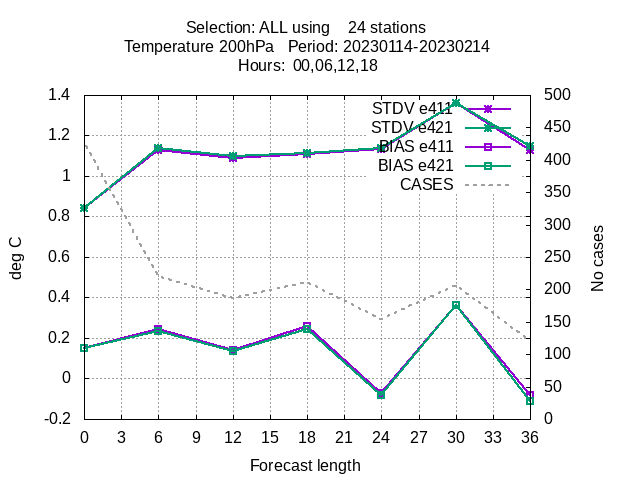 Selection: ALL using 24 stations
Temperature 200hPa Period: 20230114-20230214
Hours: 00,06,12,18
1.4
1.2
1
0.8
0.6
0.4
0.2
0
-0.2
deg C
STDV e411
STDV e421
BIAS e411
BIAS e421
CASES
500
450
400
350
300
250
200
150
100
50
0
No cases
0 3 6 9 12 15 18 21 24 27 30 33 36
Forecast length